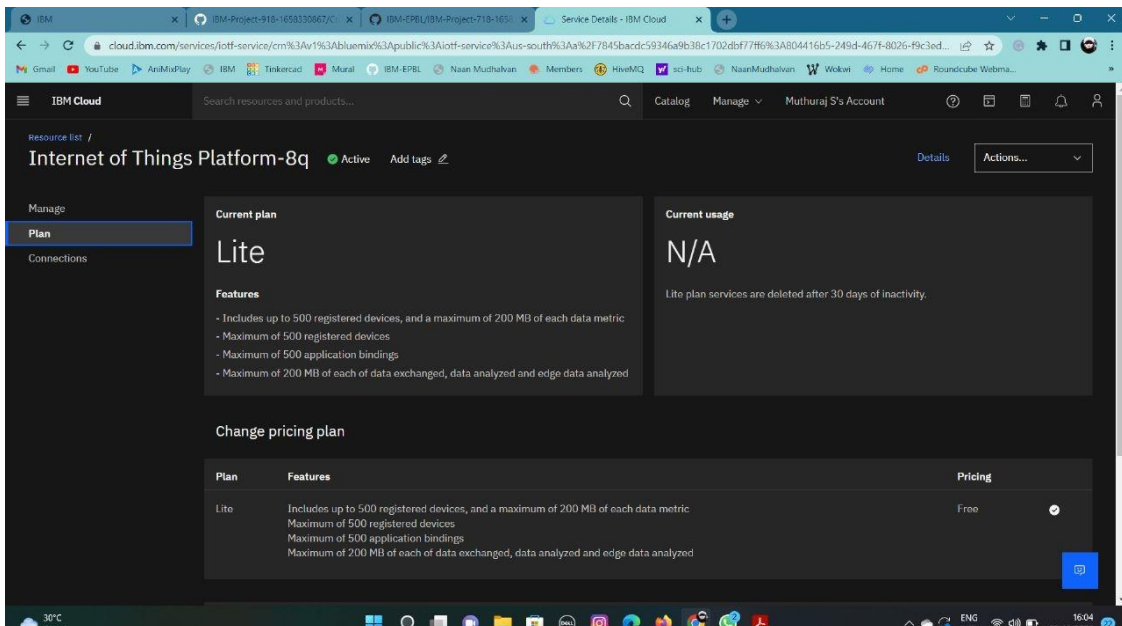 IBM
IBM-Project-918-1658330867/Cl
IBM-EPBL/IBM-Project-718-1658
Service Details - IBM Cloud
cloud.ibm.com/services/iotf-service/crn%3Av1%3Abluemix%3Apublic%3Aiotf-service%3Aus-south%3Aa%2F7845bacdc59346a9b38c1702dbf77ff6%3A804416b5-249d-467f-8026-f9c3ed...
Gmail YouTube AniMixPlay IBM Tinkercad Mural IBM-EPBL Naan Mudhalvan Members HiveMQ sci-hub NaanMudhalvan Wokwi Home Roundcube Webma...
IBM Cloud
Search resources and products...
Catalog
Manage
Muthuraj S's Account
Resource list /
Internet of Things Platform-8q
Active
Add tags
Details
Actions...
Manage
Plan
Connections
Current plan
Lite
Features
- Includes up to 500 registered devices, and a maximum of 200 MB of each data metric
- Maximum of 500 registered devices
- Maximum of 500 application bindings
- Maximum of 200 MB of each of data exchanged, data analyzed and edge data analyzed
Current usage
N/A
Lite plan services are deleted after 30 days of inactivity.
Change pricing plan
Plan Features Pricing
Lite Includes up to 500 registered devices, and a maximum of 200 MB of each data metric Free
Maximum of 500 registered devices
Maximum of 500 application bindings
Maximum of 200 MB of each of data exchanged, data analyzed and edge data analyzed
30°C
ENG
16:04